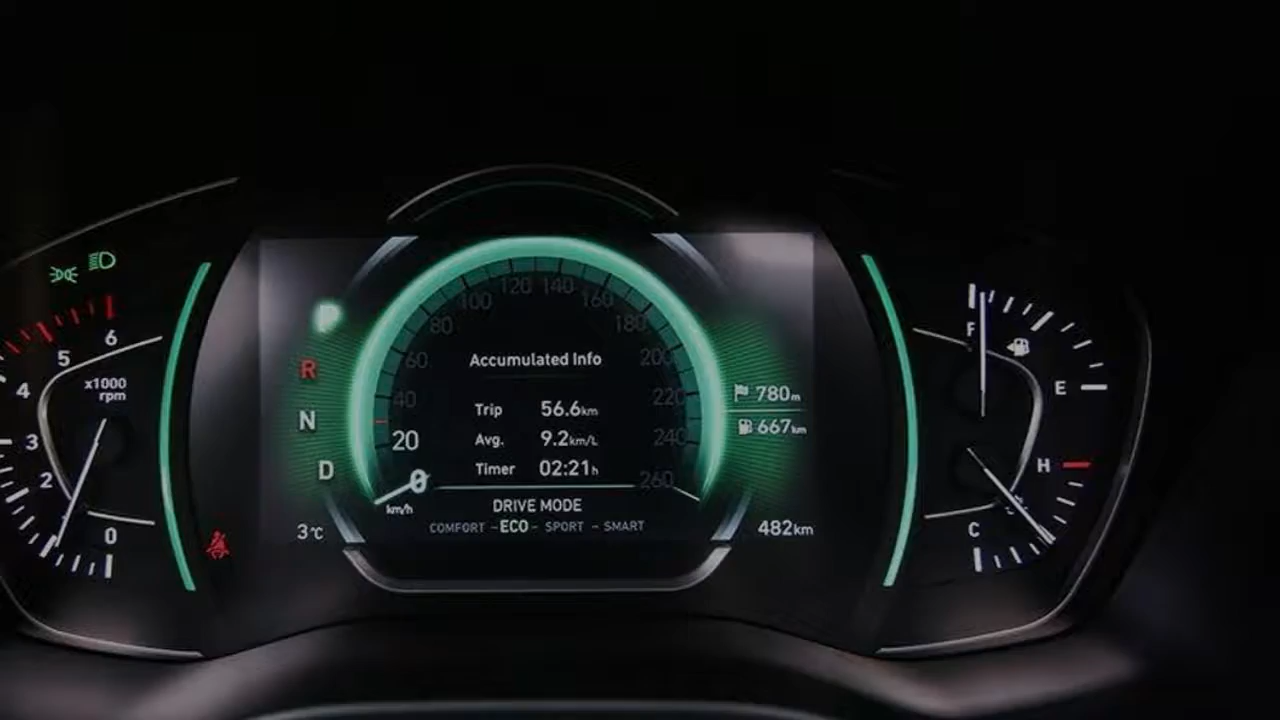 6
5
x1000
rpm
4
3
2
0
P
R
N
D
3℃
120 140
100 160
80 180
60 200
40 220
20 240
0 260
km/h
Accumulated Info
Trip 56.6km
Avg. 9.2km/L
Timer 02:21h
DRIVE MODE
COMFORT - ECO - SPORT - SMART
780m
667km
482km
F
E
H
C